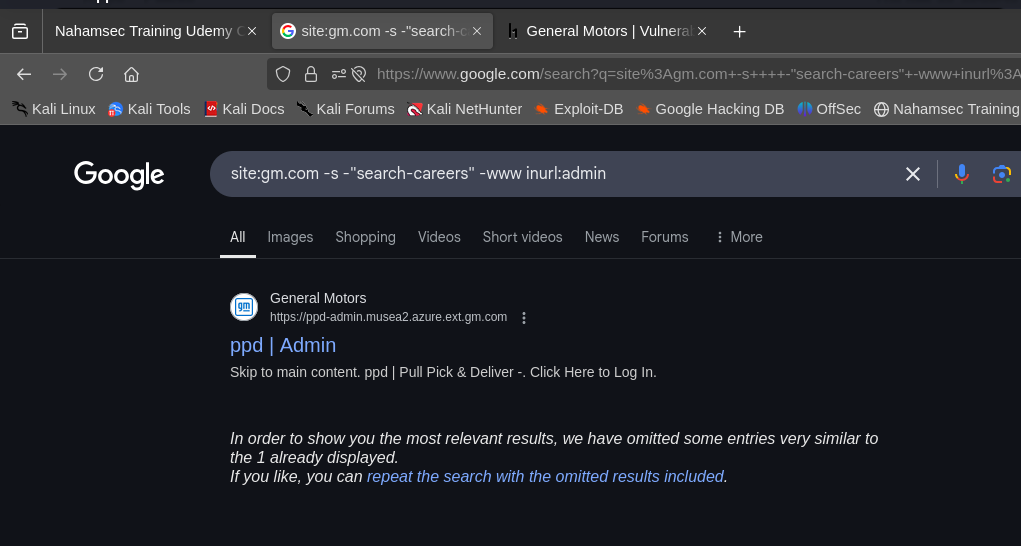 Nahamsec Training Udemy
site:gm.com -s -"search-c
General Motors | Vulneral
https://www.google.com/search?q=site%3Agm.com+-s++++-"search-careers"+-www+inurl%3A
Kali Linux Kali Tools Kali Docs Kali Forums Kali NetHunter Exploit-DB Google Hacking DB OffSec Nahamsec Training
Google
site:gm.com -s -"search-careers" -www inurl:admin
All Images Shopping Videos Short videos News Forums More
gm
General Motors
https://ppd-admin.musea2.azure.ext.gm.com
ppd | Admin
Skip to main content. ppd | Pull Pick & Deliver -. Click Here to Log In.
In order to show you the most relevant results, we have omitted some entries very similar to
the 1 already displayed.
If you like, you can repeat the search with the omitted results included.